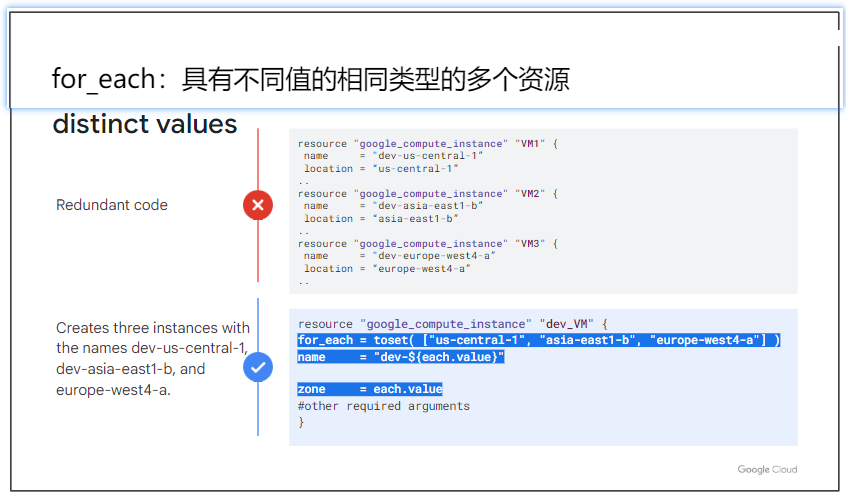 for_each：具有不同值的相同类型的多个资源
distinct values
Redundant code
resource "google_compute_instance" "VM1" {
name = "dev-us-central-1"
location = "us-central-1"
..
resource "google_compute_instance" "VM2" {
name = "dev-asia-east1-b"
location = "asia-east1-b"
..
resource "google_compute_instance" "VM3" {
name = "dev-europe-west4-a"
location = "europe-west4-a"
..
Creates three instances with
the names dev-us-central-1,
dev-asia-east1-b, and
europe-west4-a.
resource "google_compute_instance" "dev_VM" {
for_each = toset( ["us-central-1", "asia-east1-b", "europe-west4-a"] )
name = "dev-${each.value}"
zone = each.value
#other required arguments
}
Google Cloud